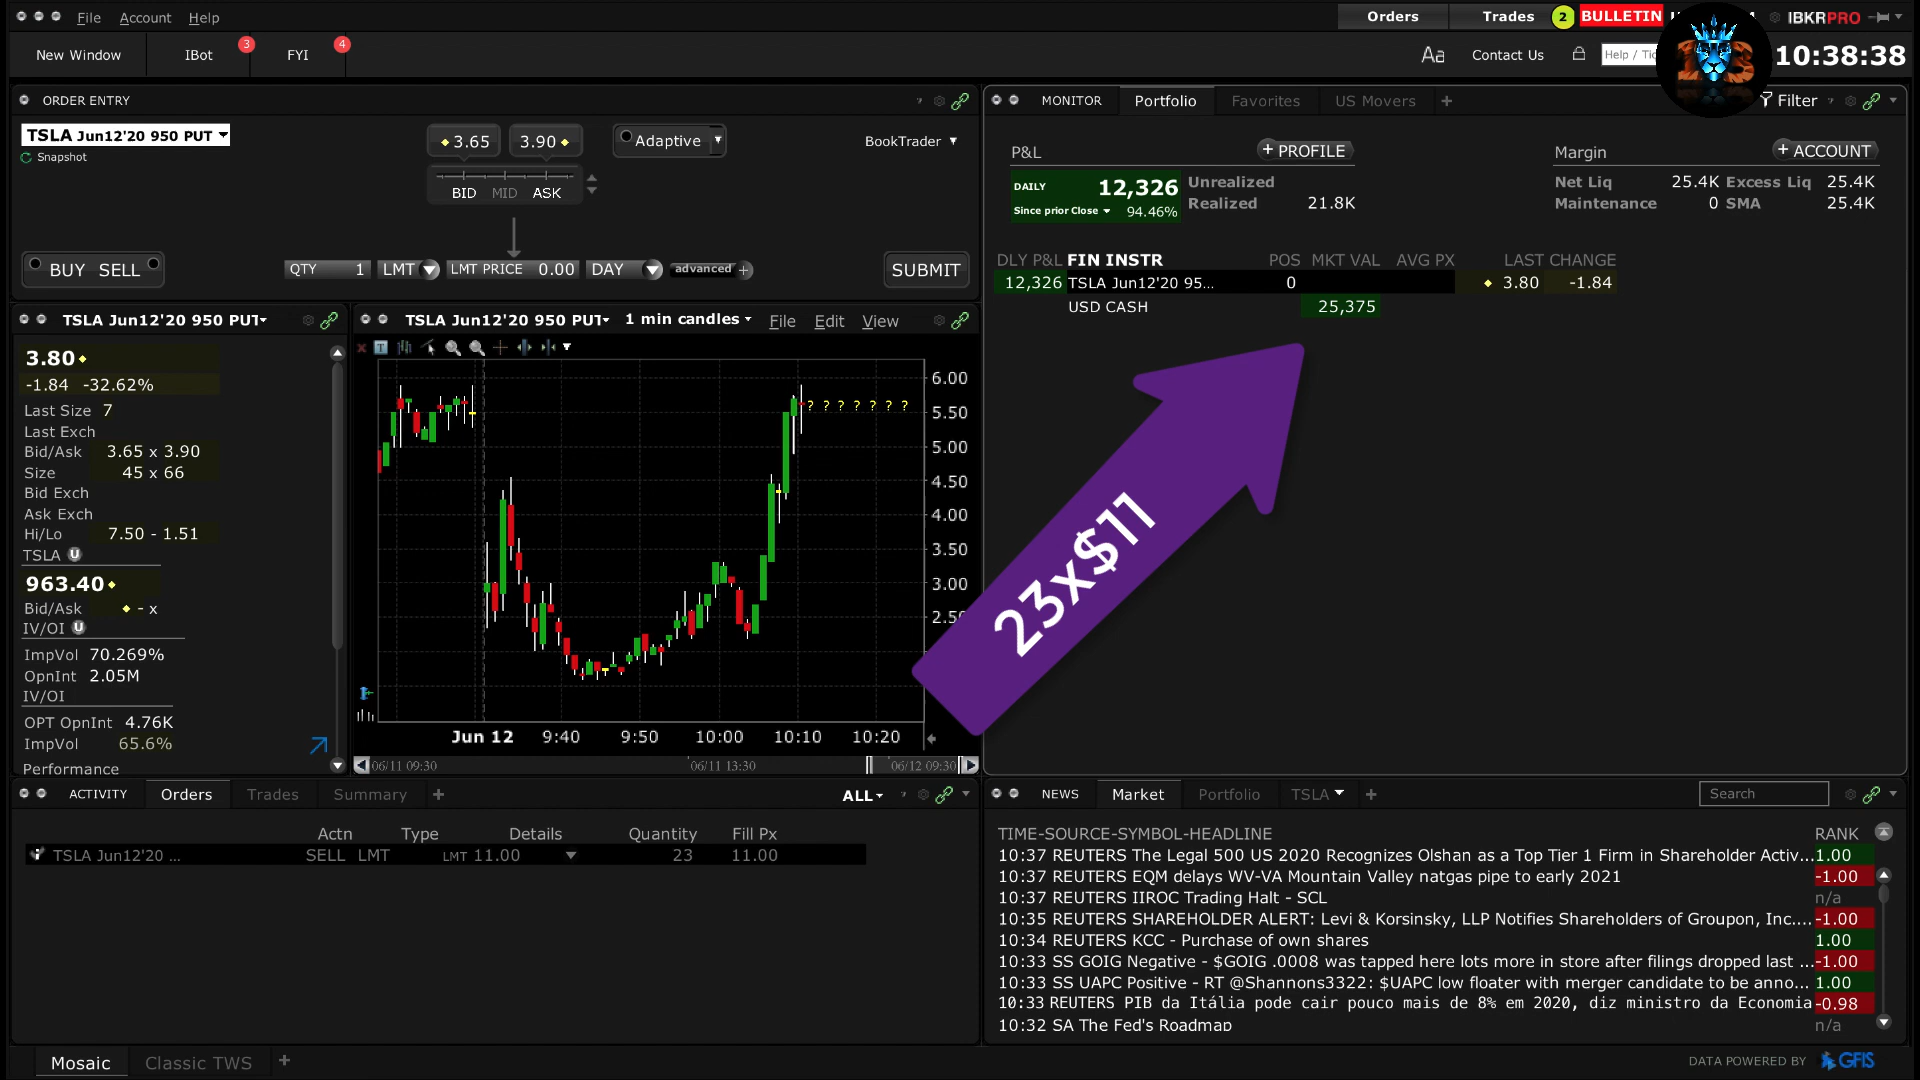 File Account Help
Orders Trades 2 BULLETIN IBKRPRO
New Window IBot 3 FYI 4
Aa Contact Us Help / 10:38:38
ORDER ENTRY
TSLA Jun12'20 950 PUT
Snapshot
3.65 3.90 Adaptive BookTrader
BID MID ASK
BUY SELL QTY 1 LMT LMT PRICE 0.00 DAY advanced + SUBMIT
MONITOR Portfolio Favorites US Movers + Filter
P&L + PROFILE Margin + ACCOUNT
DAILY 12,326 Unrealized
Since prior Close 94.46% Realized 21.8K
Net Liq 25.4K Excess Liq 25.4K
Maintenance 0 SMA 25.4K
DLY P&L FIN INSTR POS MKT VAL AVG PX LAST CHANGE
12,326 TSLA Jun12'20 95... 0 3.80 -1.84
USD CASH 25,375
23x$11
TSLA Jun12'20 950 PUT
3.80
-1.84 -32.62%
Last Size 7
Last Exch
Bid/Ask 3.65 x 3.90
Size 45 x 66
Bid Exch
Ask Exch
Hi/Lo 7.50 - 1.51
TSLA U
963.40
Bid/Ask - x
IV/OI U
ImpVol 70.269%
OpnInt 2.05M
IV/OI
OPT OpnInt 4.76K
ImpVol 65.6%
Performance
TSLA Jun12'20 950 PUT 1 min candles File Edit View
T
6.00
? ? ? ? ? ? ?
5.50
5.00
4.50
4.00
3.50
3.00
2.50
Jun 12 9:40 9:50 10:00 10:10 10:20
06/11 09:30 06/11 13:30 06/12 09:30
ACTIVITY Orders Trades Summary + ALL
Actn Type Details Quantity Fill Px
TSLA Jun12'20 ... SELL LMT LMT 11.00 23 11.00
NEWS Market Portfolio TSLA + Search
TIME-SOURCE-SYMBOL-HEADLINE RANK
10:37 REUTERS The Legal 500 US 2020 Recognizes Olshan as a Top Tier 1 Firm in Shareholder Activ... 1.00
10:37 REUTERS EQM delays WV-VA Mountain Valley natgas pipe to early 2021 -1.00
10:37 REUTERS IIROC Trading Halt - SCL n/a
10:35 REUTERS SHAREHOLDER ALERT: Levi & Korsinsky, LLP Notifies Shareholders of Groupon, Inc.... -1.00
10:34 REUTERS KCC - Purchase of own shares 1.00
10:33 SS GOIG Negative - $GOIG .0008 was tapped here lots more in store after filings dropped last ... -1.00
10:33 SS UAPC Positive - RT @Shannons3322: $UAPC low floater with merger candidate to be anno... 1.00
10:33 REUTERS PIB da Itália pode cair pouco mais de 8% em 2020, diz ministro da Economia -0.98
10:32 SA The Fed's Roadmap n/a
Mosaic Classic TWS +
DATA POWERED BY GFIS